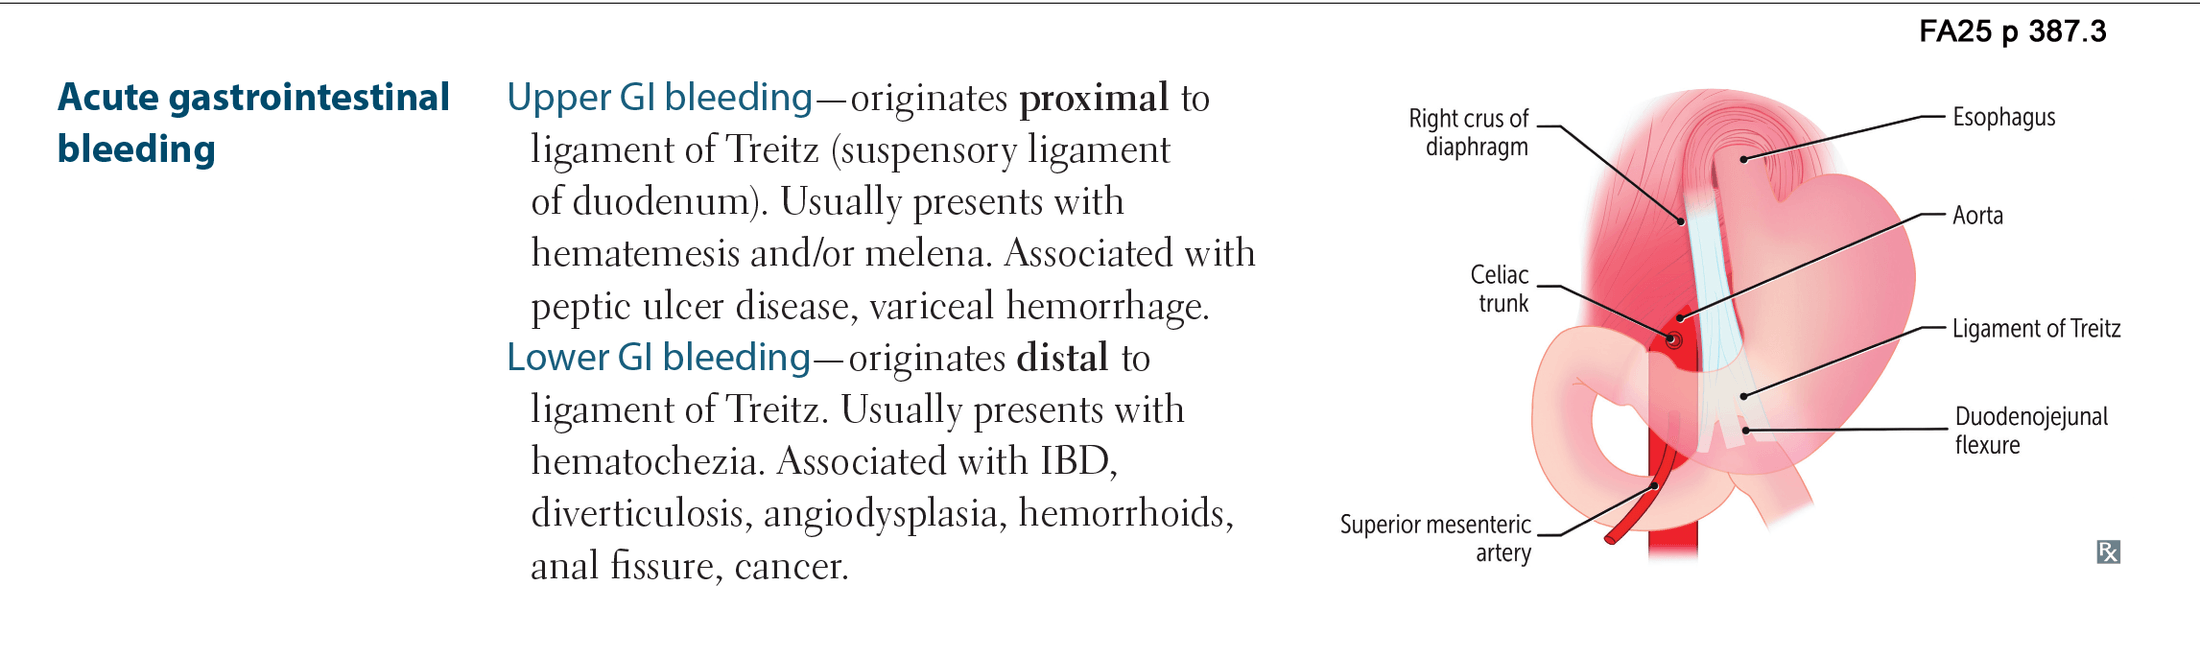 FA25 p 387.3
Acute gastrointestinal
bleeding
Upper GI bleeding—originates proximal to
ligament of Treitz (suspensory ligament
of duodenum). Usually presents with
hematemesis and/or melena. Associated with
peptic ulcer disease, variceal hemorrhage.
Lower GI bleeding—originates distal to
ligament of Treitz. Usually presents with
hematochezia. Associated with IBD,
diverticulosis, angiodysplasia, hemorrhoids,
anal fissure, cancer.
Right crus of
diaphragm
Celiac
trunk
Superior mesenteric
artery
Esophagus
Aorta
Ligament of Treitz
Duodenojejunal
flexure
Rx